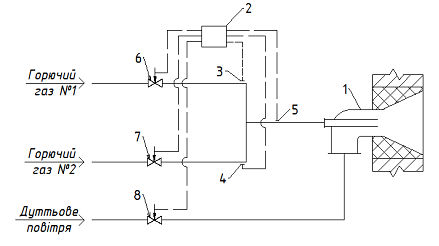 2
1
6
Горючий
газ №1
3
5
7
Горючий
газ №2
4
8
Дуттьове
повітря